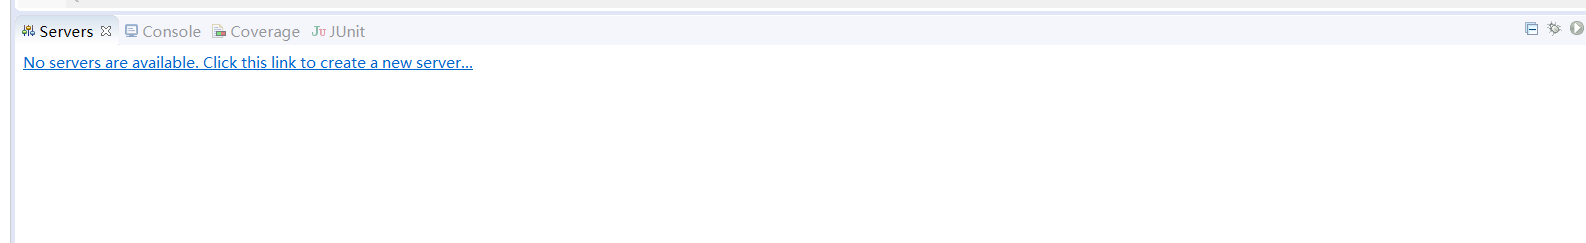 Servers Console Coverage JUnit
No servers are available. Click this link to create a new server...